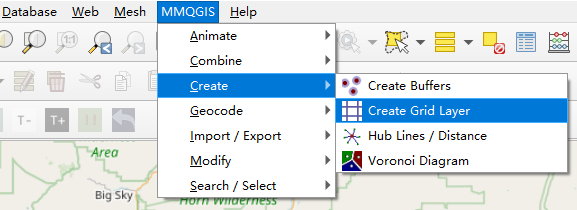 Database Web Mesh MMQGIS Help
Animate
Combine
Create
Create Buffers
Geocode
Create Grid Layer
Import / Export
Hub Lines / Distance
Modify
Voronoi Diagram
Search / Select
T T+
Area
Big Sky
Horn Wilderness